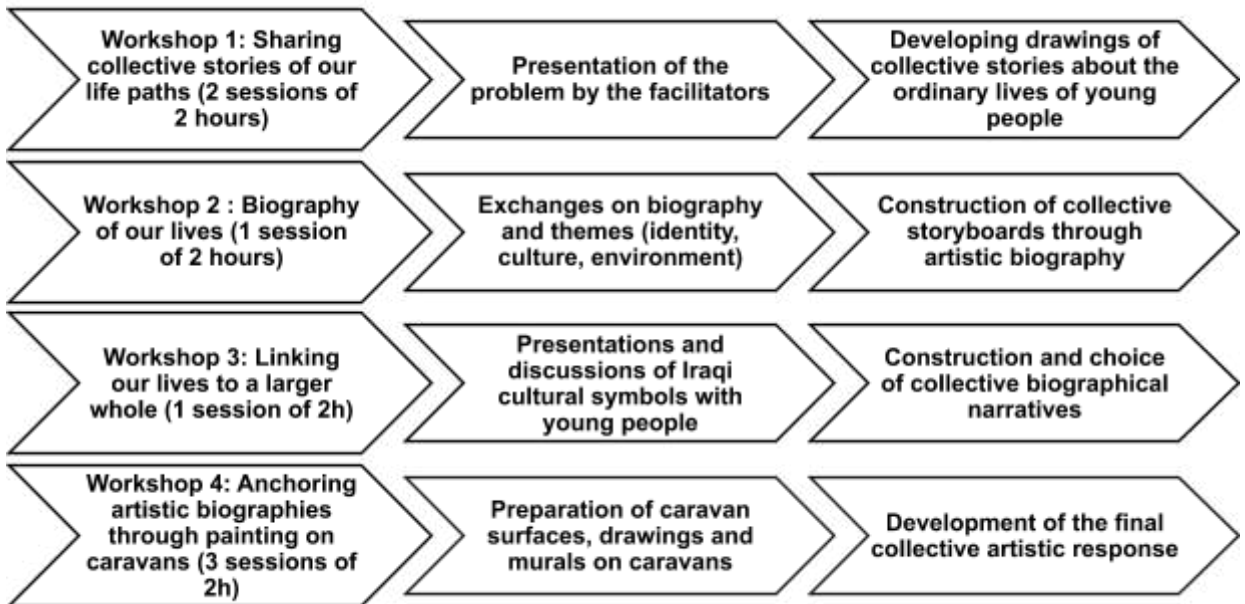 Workshop 1: Sharing
collective stories of our
life paths (2 sessions of
2 hours)
Presentation of the
problem by the facilitators
Developing drawings of
collective stories about the
ordinary lives of young
people
Workshop 2 : Biography
of our lives (1 session
of 2 hours)
Exchanges on biography
and themes (identity,
culture, environment)
Construction of collective
storyboards through
artistic biography
Workshop 3: Linking
our lives to a larger
whole (1 session of 2h)
Presentations and
discussions of Iraqi
cultural symbols with
young people
Construction and choice
of collective biographical
narratives
Workshop 4: Anchoring
artistic biographies
through painting on
caravans (3 sessions of
2h)
Preparation of caravan
surfaces, drawings and
murals on caravans
Development of the final
collective artistic response